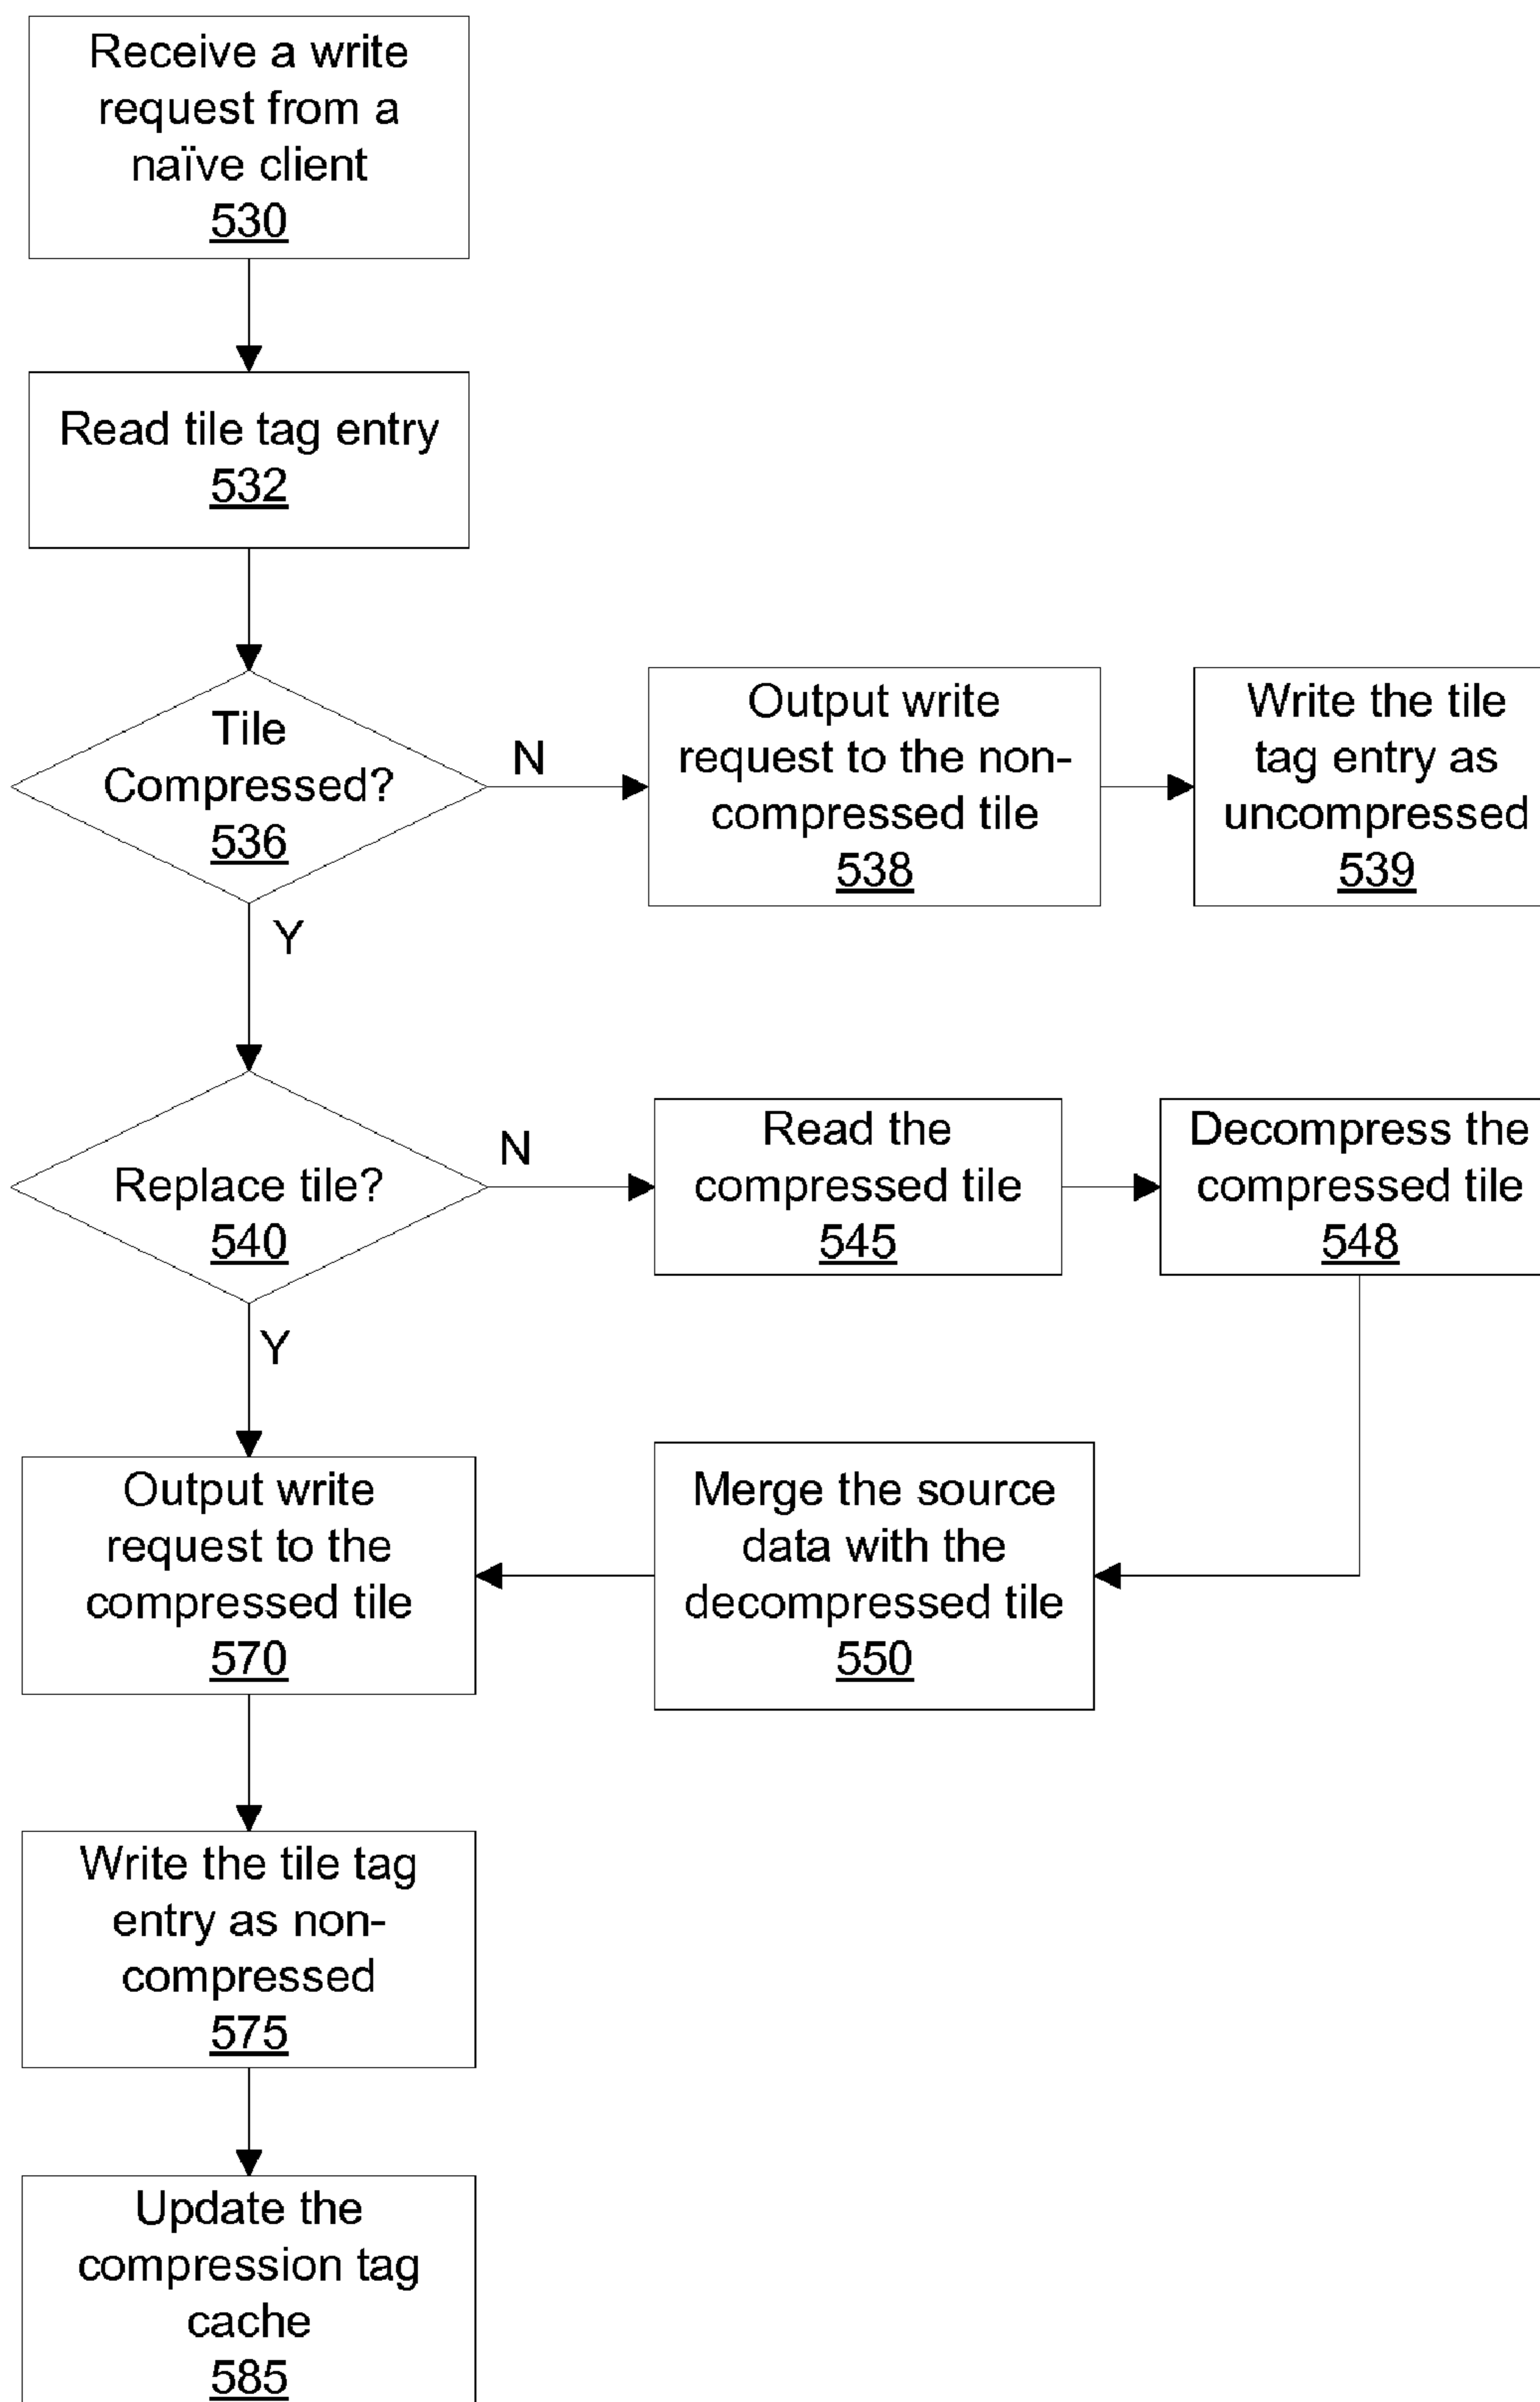 Receive a write
request from a
naïve client
530
Read tile tag entry
532
Tile
Compressed?
536
N
Output write
request to the non-
compressed tile
538
Write the tile
tag entry as
uncompressed
539
Y
Replace tile?
540
N
Read the
compressed tile
545
Decompress the
compressed tile
548
Y
Output write
request to the
compressed tile
570
Merge the source
data with the
decompressed tile
550
Write the tile tag
entry as non-
compressed
575
Update the
compression tag
cache
585